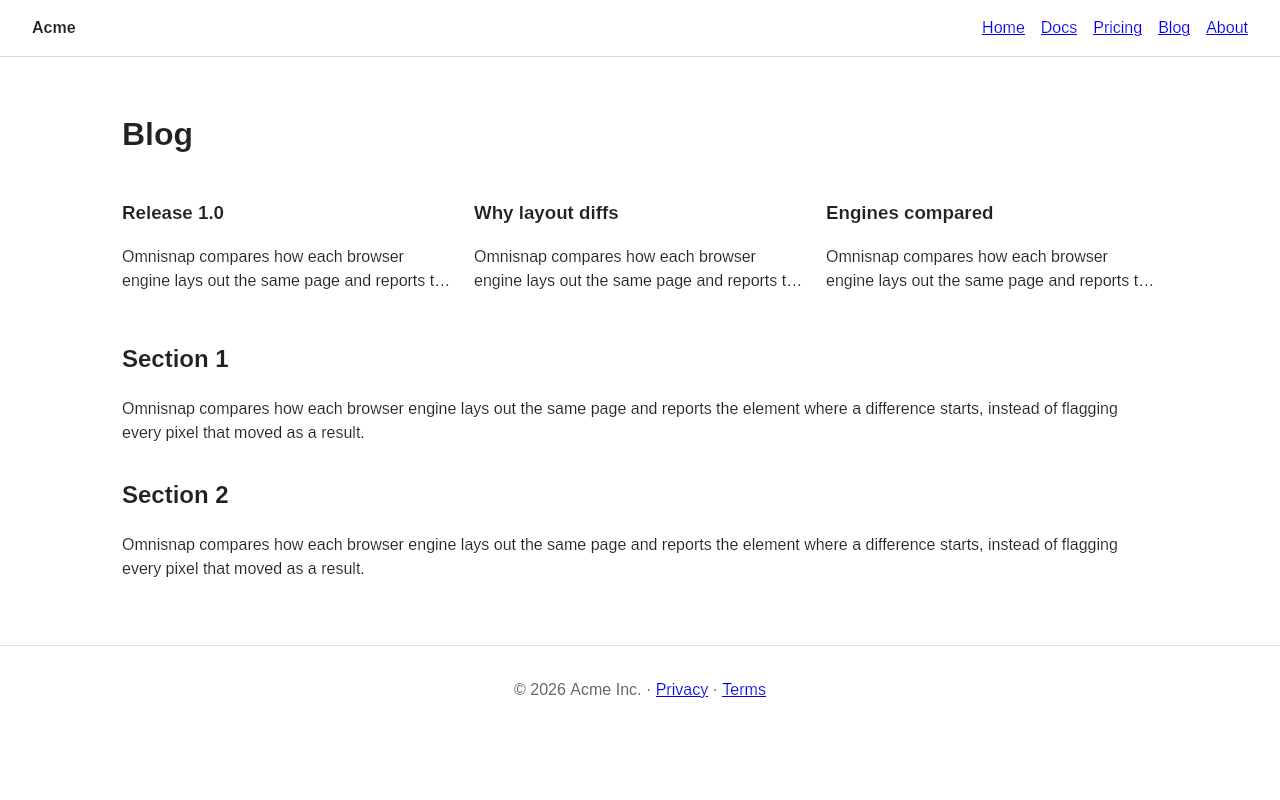 Acme
Home Docs Pricing Blog About
Blog
Release 1.0
Omnisnap compares how each browser
engine lays out the same page and reports t…
Why layout diffs
Omnisnap compares how each browser
engine lays out the same page and reports t…
Engines compared
Omnisnap compares how each browser
engine lays out the same page and reports t…
Section 1
Omnisnap compares how each browser engine lays out the same page and reports the element where a difference starts, instead of flagging
every pixel that moved as a result.
Section 2
Omnisnap compares how each browser engine lays out the same page and reports the element where a difference starts, instead of flagging
every pixel that moved as a result.
© 2026 Acme Inc. · Privacy · Terms